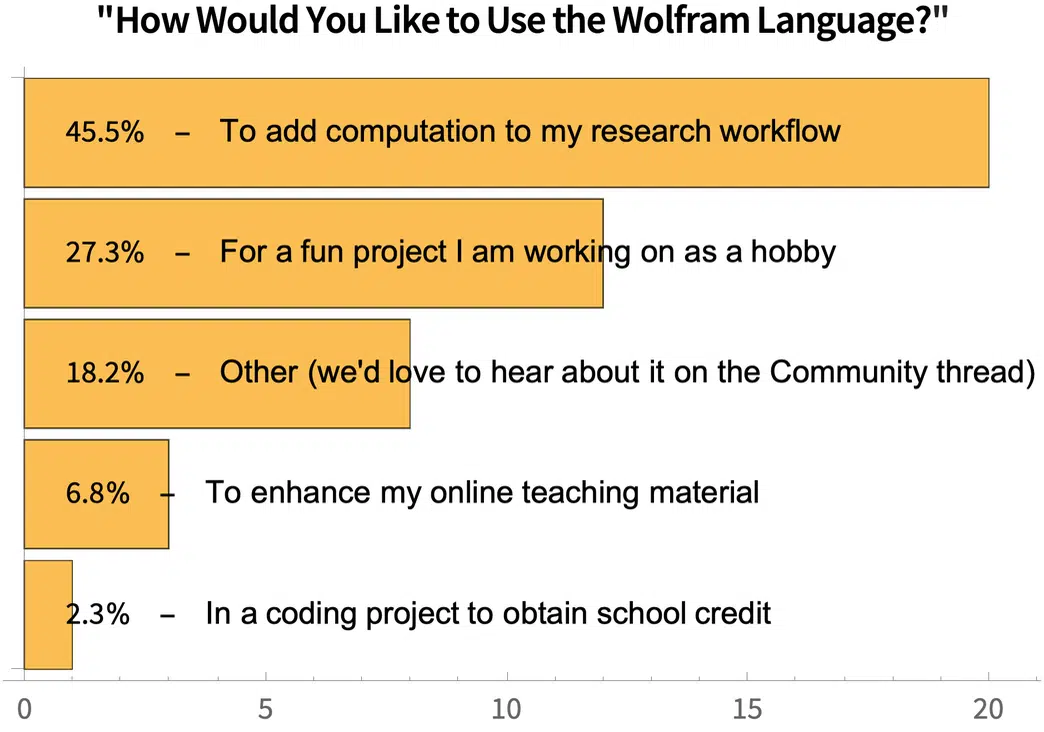 "How Would You Like to Use the Wolfram Language?"
45.5% – To add computation to my research workflow
27.3% – For a fun project I am working on as a hobby
18.2% – Other (we'd love to hear about it on the Community thread)
6.8% – To enhance my online teaching material
2.3% – In a coding project to obtain school credit
0 5 10 15 20